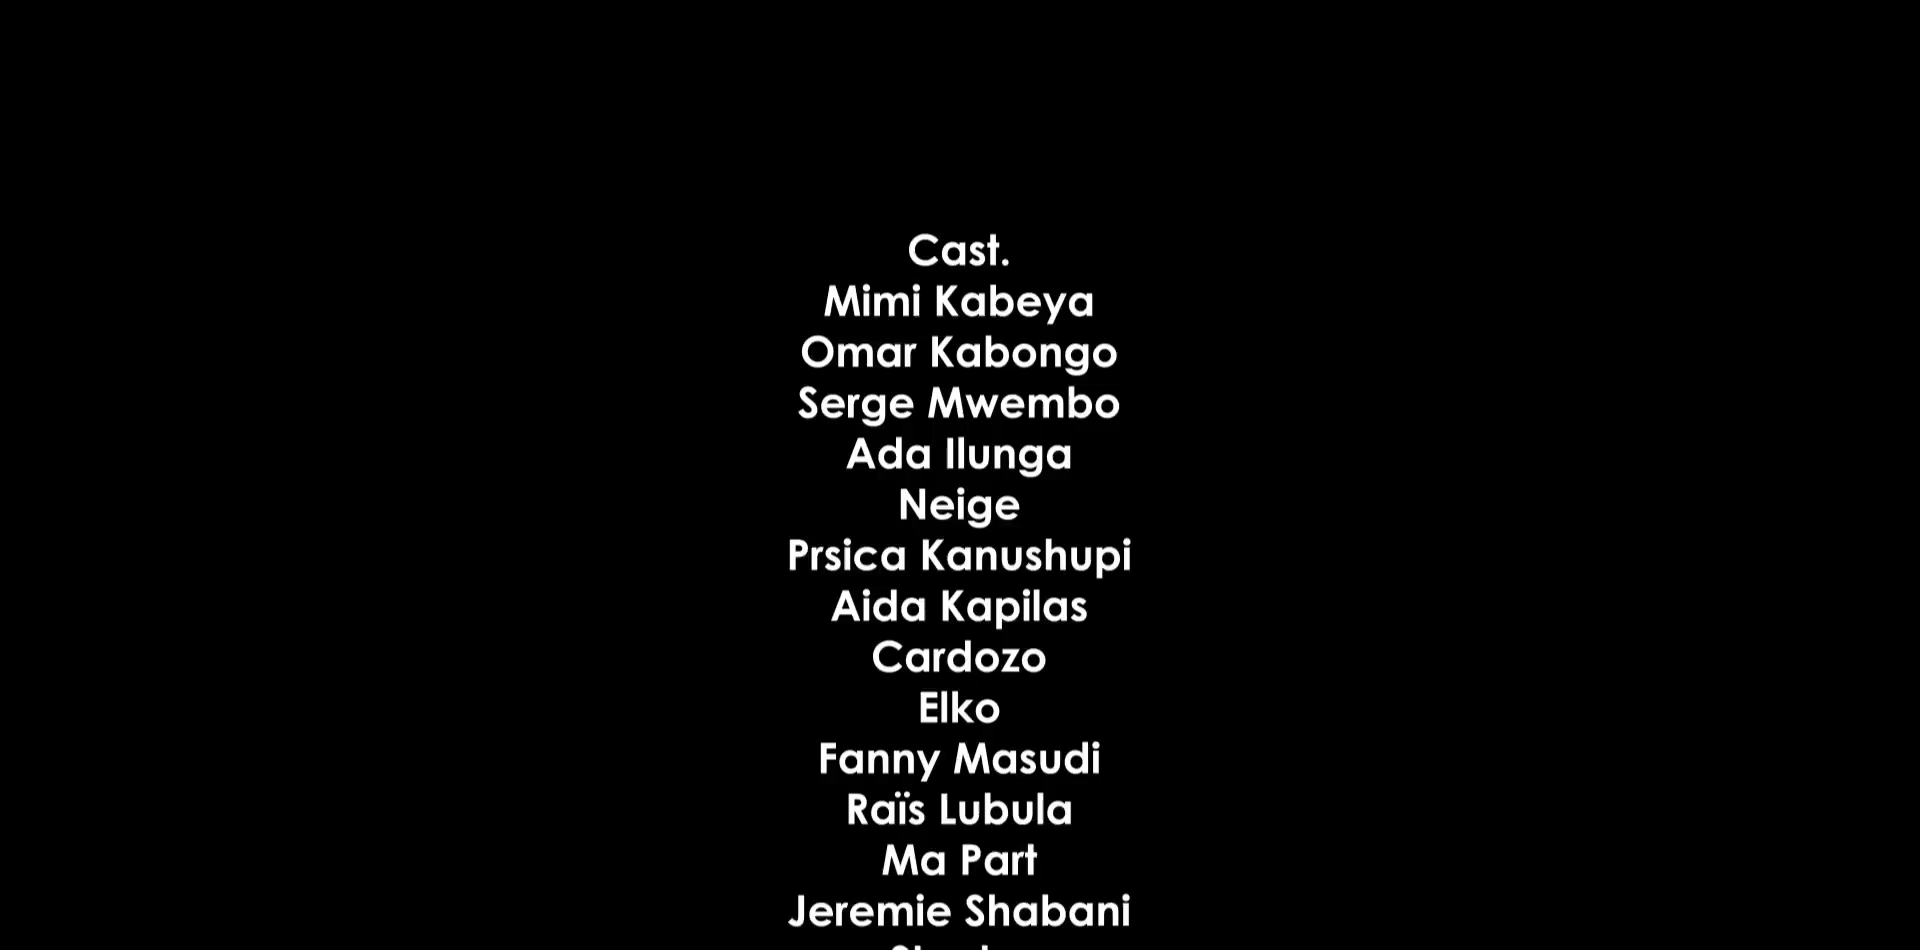 Cast.
Mimi Kabeya
Omar Kabongo
Serge Mwembo
Ada Ilunga
Neige
Prsica Kanushupi
Aida Kapilas
Cardozo
Elko
Fanny Masudi
Raïs Lubula
Ma Part
Jeremie Shabani